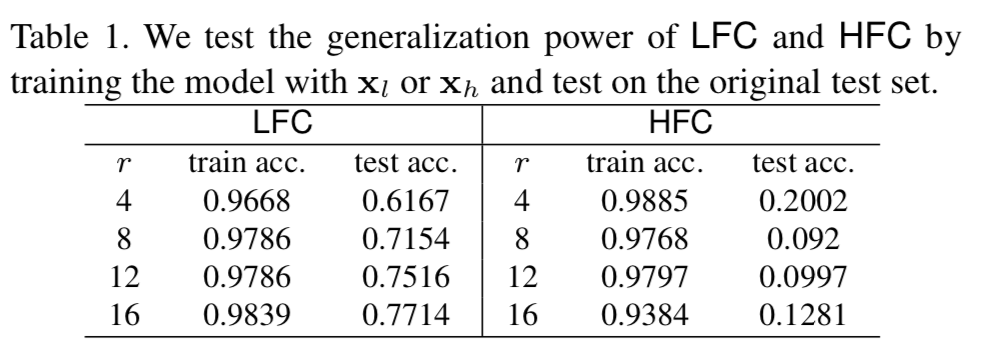 Table 1. We test the generalization power of LFC and HFC by
training the model with xl or xh and test on the original test set.
LFC HFC
r train acc. test acc. r train acc. test acc.
4 0.9668 0.6167 4 0.9885 0.2002
8 0.9786 0.7154 8 0.9768 0.092
12 0.9786 0.7516 12 0.9797 0.0997
16 0.9839 0.7714 16 0.9384 0.1281